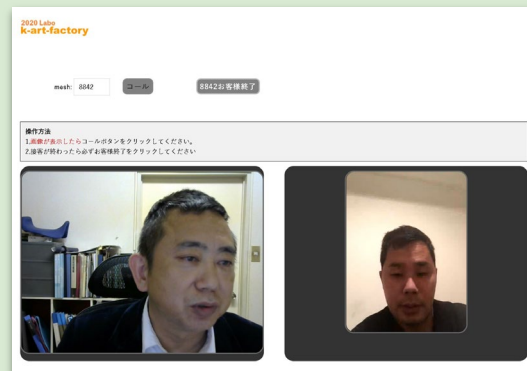 2020 Labo
k-art-factory
mesh: 8842 コール 8842お客様終了
操作方法
1.画像が表示したらコールボタンをクリックしてください。
2.接客が終わったら必ずお客様終了をクリックしてください